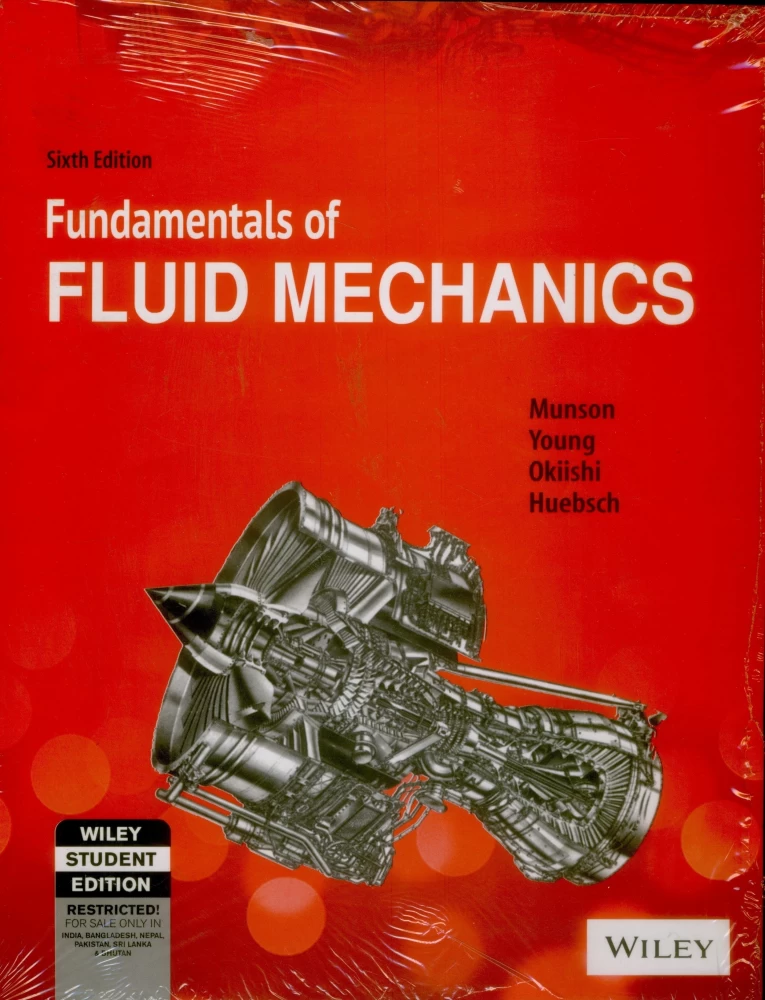 Sixth Edition
Fundamentals of
FLUID MECHANICS
Munson
Young
Okiishi
Huebsch
WILEY
STUDENT
EDITION
RESTRICTED!
FOR SALE ONLY IN
INDIA, BANGLADESH, NEPAL,
PAKISTAN, SRI LANKA
& BHUTAN
WILEY